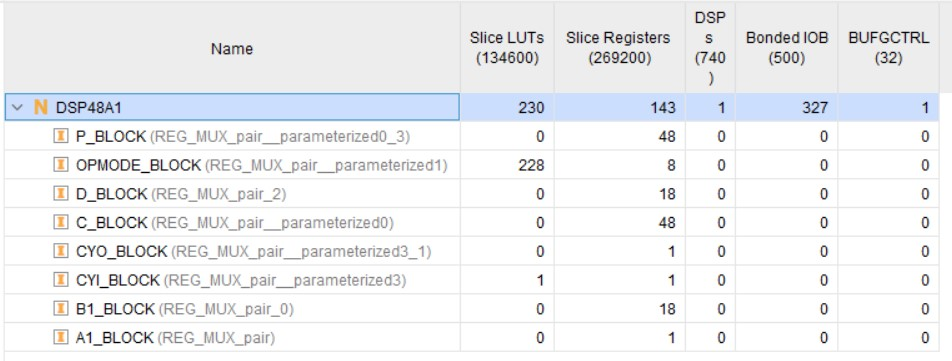 Name Slice LUTs (134600) Slice Registers (269200) DSPs (740) Bonded IOB (500) BUFGCTRL (32)
N DSP48A1 230 143 1 327 1
I P_BLOCK (REG_MUX_pair__parameterized0_3) 0 48 0 0 0
I OPMODE_BLOCK (REG_MUX_pair__parameterized1) 228 8 0 0 0
I D_BLOCK (REG_MUX_pair_2) 0 18 0 0 0
I C_BLOCK (REG_MUX_pair__parameterized0) 0 48 0 0 0
I CYO_BLOCK (REG_MUX_pair__parameterized3_1) 0 1 0 0 0
I CYI_BLOCK (REG_MUX_pair__parameterized3) 1 1 0 0 0
I B1_BLOCK (REG_MUX_pair_0) 0 18 0 0 0
I A1_BLOCK (REG_MUX_pair) 0 1 0 0 0